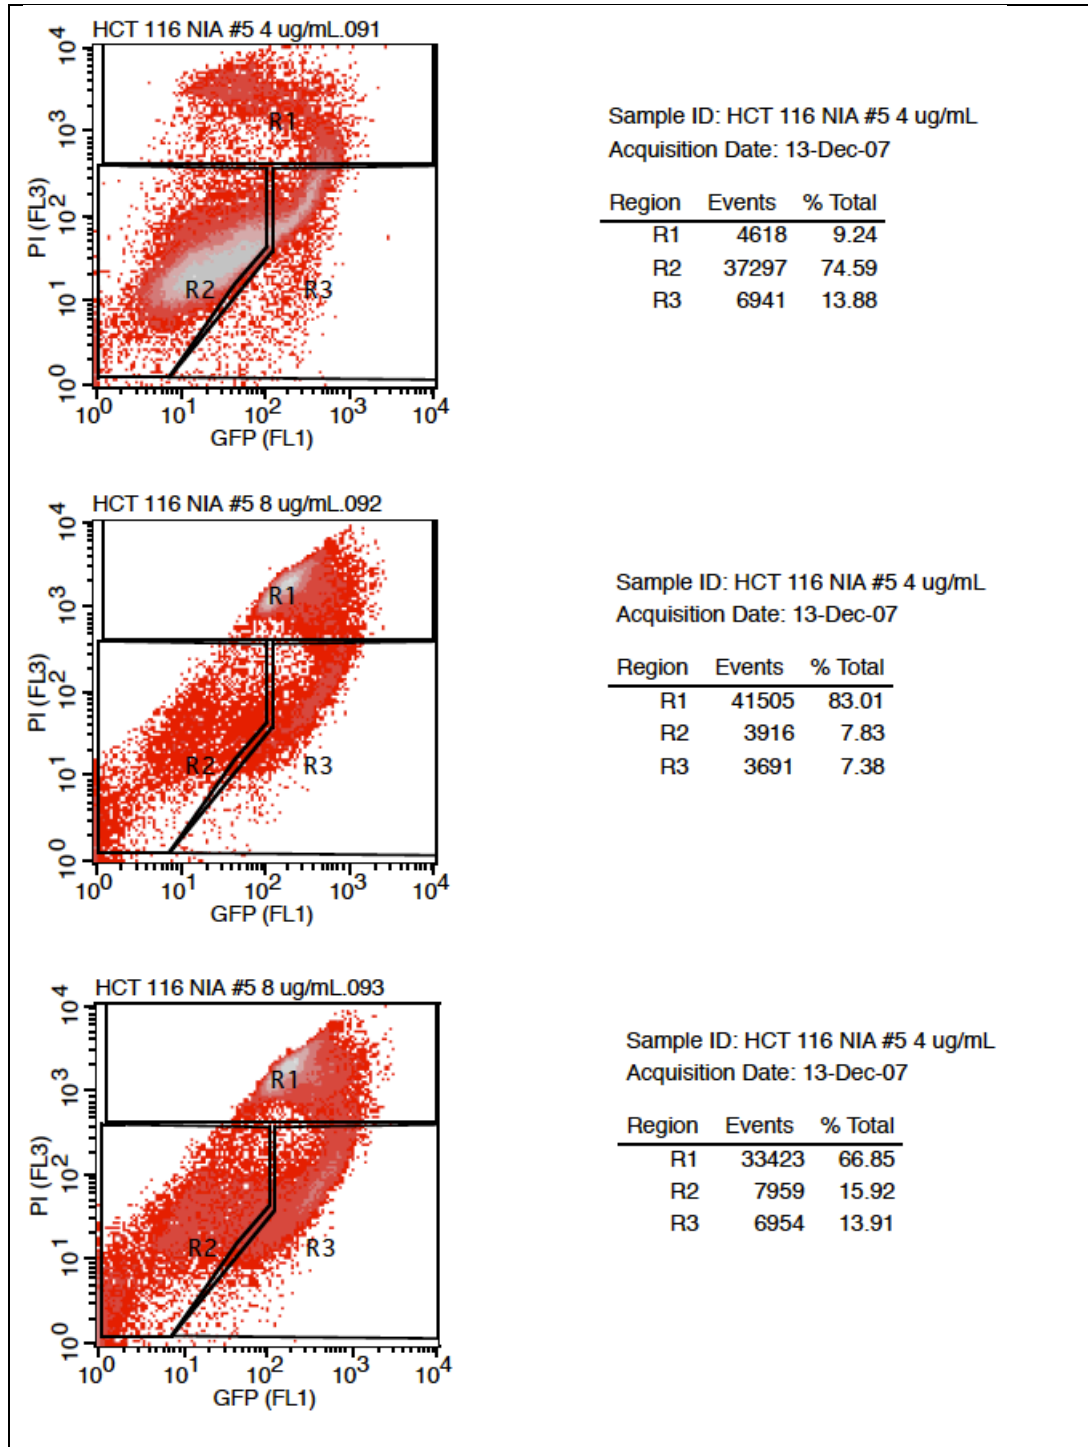 HCT 116 NIA #5 4 ug/mL.091
10^4
10^3
10^2
10^1
10^0
PI (FL3)
R1
R2
R3
10^0 10^1 10^2 10^3 10^4
GFP (FL1)
Sample ID: HCT 116 NIA #5 4 ug/mL
Acquisition Date: 13-Dec-07
Region Events % Total
R1 4618 9.24
R2 37297 74.59
R3 6941 13.88
HCT 116 NIA #5 8 ug/mL.092
10^4
10^3
10^2
10^1
10^0
PI (FL3)
R1
R2
R3
10^0 10^1 10^2 10^3 10^4
GFP (FL1)
Sample ID: HCT 116 NIA #5 4 ug/mL
Acquisition Date: 13-Dec-07
Region Events % Total
R1 41505 83.01
R2 3916 7.83
R3 3691 7.38
HCT 116 NIA #5 8 ug/mL.093
10^4
10^3
10^2
10^1
10^0
PI (FL3)
R1
R2
R3
10^0 10^1 10^2 10^3 10^4
GFP (FL1)
Sample ID: HCT 116 NIA #5 4 ug/mL
Acquisition Date: 13-Dec-07
Region Events % Total
R1 33423 66.85
R2 7959 15.92
R3 6954 13.91